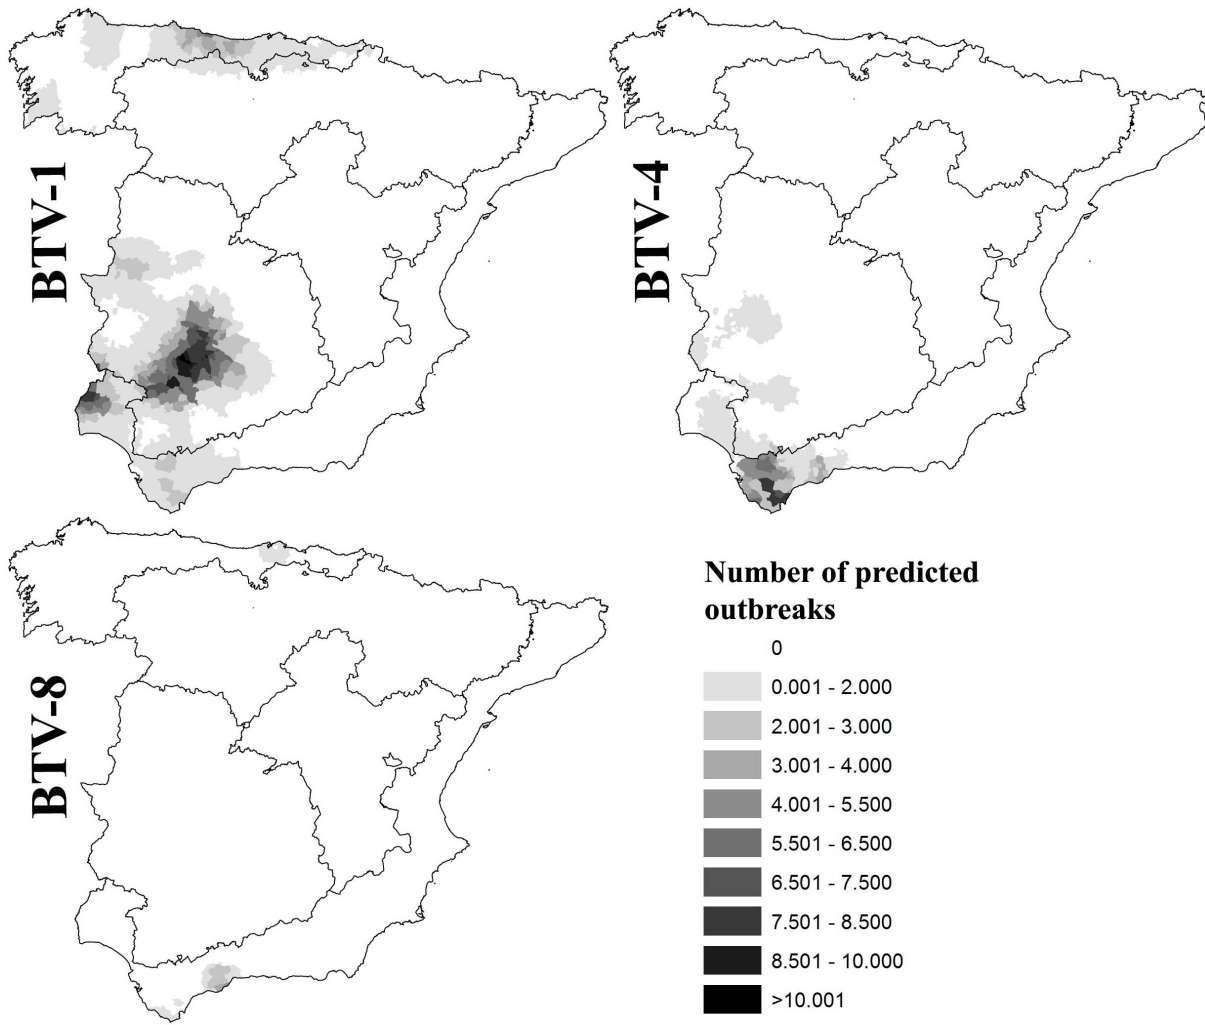 BTV-1
BTV-4
BTV-8
Number of predicted
outbreaks
0
0.001 - 2.000
2.001 - 3.000
3.001 - 4.000
4.001 - 5.500
5.501 - 6.500
6.501 - 7.500
7.501 - 8.500
8.501 - 10.000
>10.001